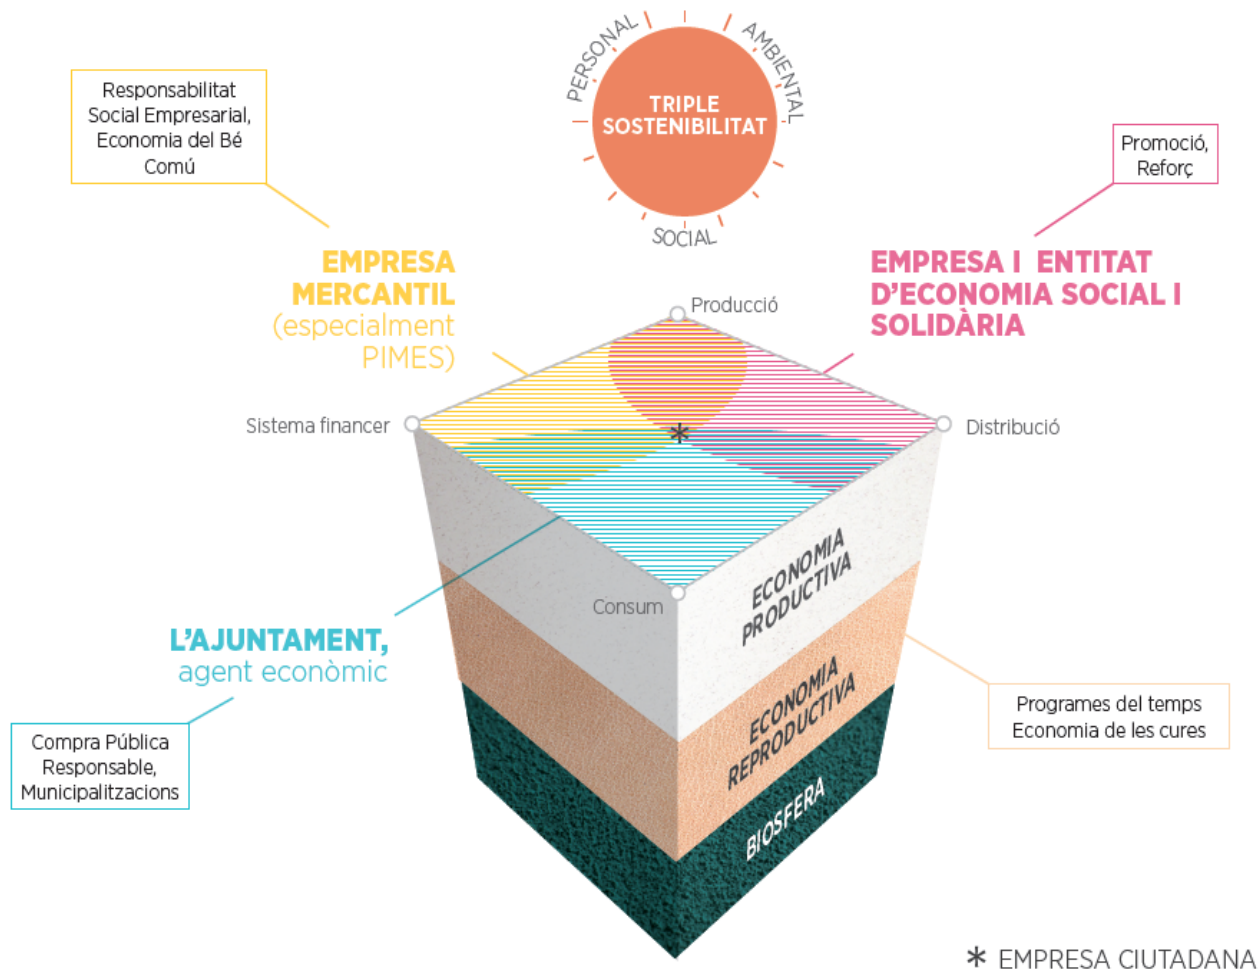 PERSONAL
AMBIENTAL
TRIPLE
SOSTENIBILITAT
SOCIAL
Responsabilitat
Social Empresarial,
Economia del Bé
Comú
Promoció,
Reforç
EMPRESA
MERCANTIL
(especialment
PIMES)
EMPRESA I ENTITAT
D'ECONOMIA SOCIAL I
SOLIDÀRIA
Producció
Sistema financer
*
Distribució
Consum
ECONOMIA
PRODUCTIVA
L'AJUNTAMENT,
agent econòmic
ECONOMIA
REPRODUCTIVA
Programes del temps
Economia de les cures
Compra Pública
Responsable,
Municipalitzacions
BIOSFERA
* EMPRESA CIUTADANA